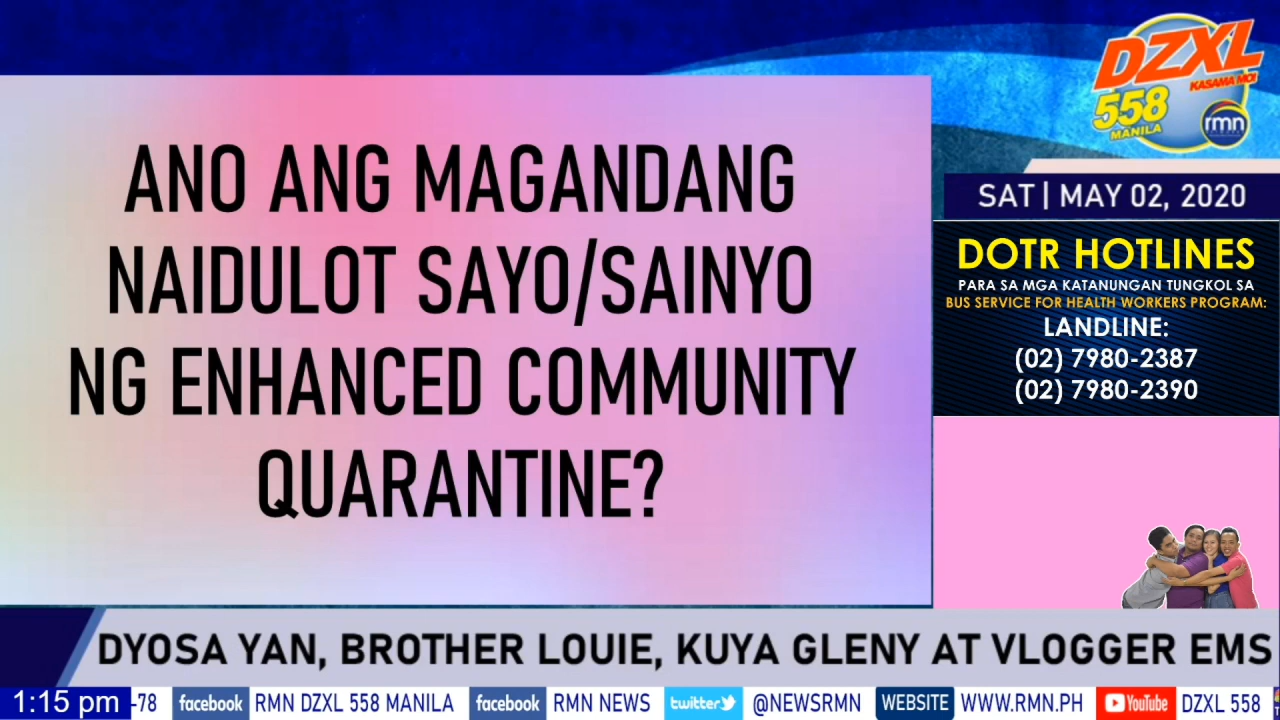 ANO ANG MAGANDANG
NAIDULOT SAYO/SAINYO
NG ENHANCED COMMUNITY
QUARANTINE?
DZXL
KASAMA MO!
558
MANILA
rmn
SAT | MAY 02, 2020
DOTR HOTLINES
PARA SA MGA KATANUNGAN TUNGKOL SA
BUS SERVICE FOR HEALTH WORKERS PROGRAM:
LANDLINE:
(02) 7980-2387
(02) 7980-2390
DYOSA YAN, BROTHER LOUIE, KUYA GLENY AT VLOGGER EMS
1:15 pm -78 facebook RMN DZXL 558 MANILA facebook RMN NEWS twitter @NEWSRMN WEBSITE WWW.RMN.PH YouTube DZXL 558